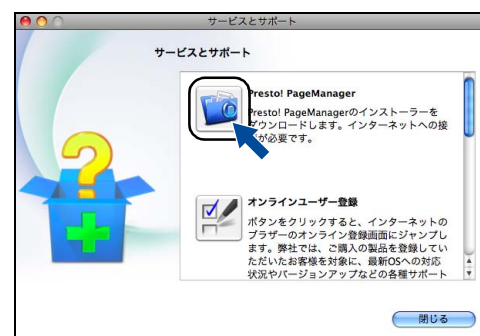 サービスとサポート
サービスとサポート
Presto! PageManager
Presto! PageManagerのインストーラーを
ダウンロードします。インターネットへの接
が必要です。
オンラインユーザー登録
ボタンをクリックすると、インターネットの
ブラザーのオンライン登録画面にジャンプし
ます。弊社では、ご購入の製品を登録してい
ただいたお客様を対象に、最新OSへの対応
状況やバージョンアップなどの各種サポート
閉じる